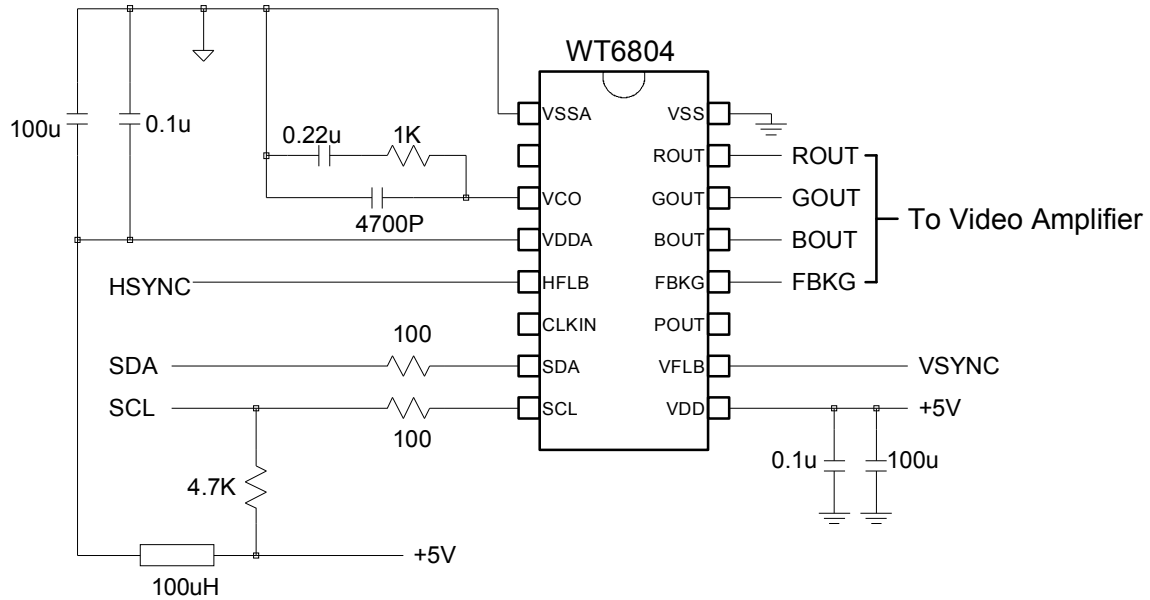 WT6804
100u
0.1u
0.22u
1K
4700P
VSSA
VSS
ROUT
ROUT
VCO
GOUT
GOUT
To Video Amplifier
VDDA
BOUT
BOUT
HSYNC
HFLB
FBKG
FBKG
CLKIN
POUT
100
SDA
SDA
VFLB
VSYNC
SCL
SCL
VDD
+5V
100
4.7K
0.1u
100u
+5V
100uH